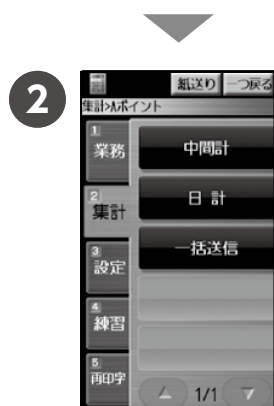 2
紙送り 一つ戻る
集計>Aポイント
1
業務
中間計
2
集計
日 計
3
設定
一括送信
4
練習
5
再印字
1/1